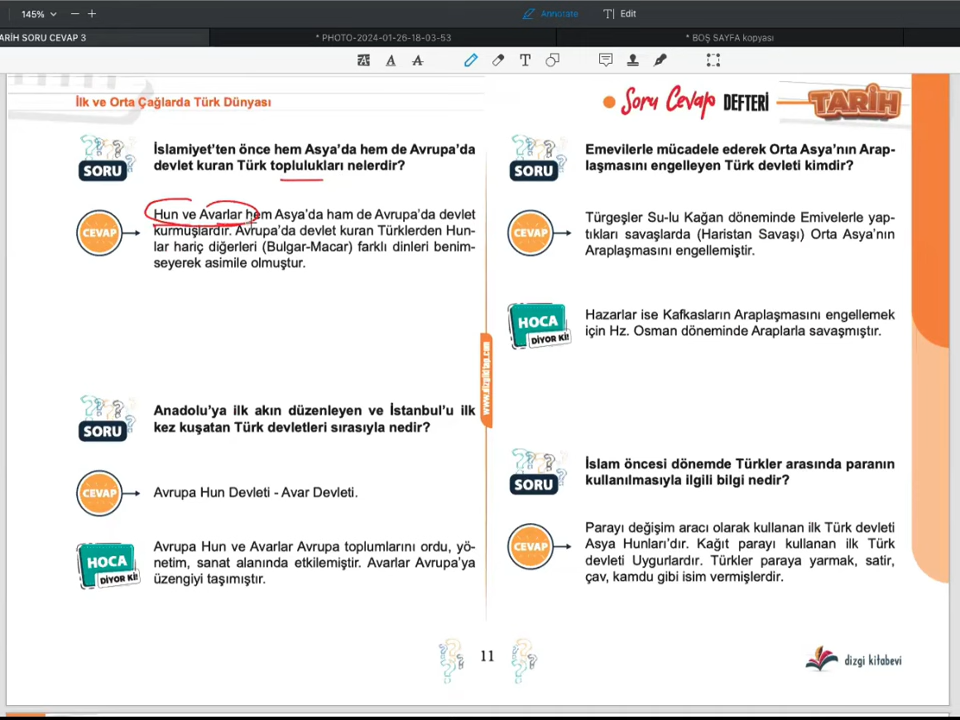 145%
Annotate
Edit
TARİH SORU CEVAP 3
* PHOTO-2024-01-26-18-03-53
* BOŞ SAYFA kopyası
İlk ve Orta Çağlarda Türk Dünyası
Soru Cevap DEFTERİ
TARİH
SORU
İslamiyet'ten önce hem Asya'da hem de Avrupa'da
devlet kuran Türk toplulukları nelerdir?
CEVAP
Hun ve Avarlar hem Asya'da ham de Avrupa'da devlet
kurmuşlardır. Avrupa'da devlet kuran Türklerden Hun-
lar hariç diğerleri (Bulgar-Macar) farklı dinleri benim-
seyerek asimile olmuştur.
SORU
Anadolu'ya ilk akın düzenleyen ve İstanbul'u ilk
kez kuşatan Türk devletleri sırasıyla nedir?
CEVAP
Avrupa Hun Devleti - Avar Devleti.
HOCA
DİYOR Kİ!
Avrupa Hun ve Avarlar Avrupa toplumlarını ordu, yö-
netim, sanat alanında etkilemiştir. Avarlar Avrupa'ya
üzengiyi taşımıştır.
www.dizgikitap.com
SORU
Emevilerle mücadele ederek Orta Asya'nın Arap-
laşmasını engelleyen Türk devleti kimdir?
CEVAP
Türgeşler Su-lu Kağan döneminde Emivelerle yap-
tıkları savaşlarda (Haristan Savaşı) Orta Asya'nın
Araplaşmasını engellemiştir.
HOCA
DİYOR Kİ!
Hazarlar ise Kafkasların Araplaşmasını engellemek
için Hz. Osman döneminde Araplarla savaşmıştır.
SORU
İslam öncesi dönemde Türkler arasında paranın
kullanılmasıyla ilgili bilgi nedir?
CEVAP
Parayı değişim aracı olarak kullanan ilk Türk devleti
Asya Hunları'dır. Kağıt parayı kullanan ilk Türk
devleti Uygurlardır. Türkler paraya yarmak, satir,
çav, kamdu gibi isim vermişlerdir.
11
dizgi kitabevi